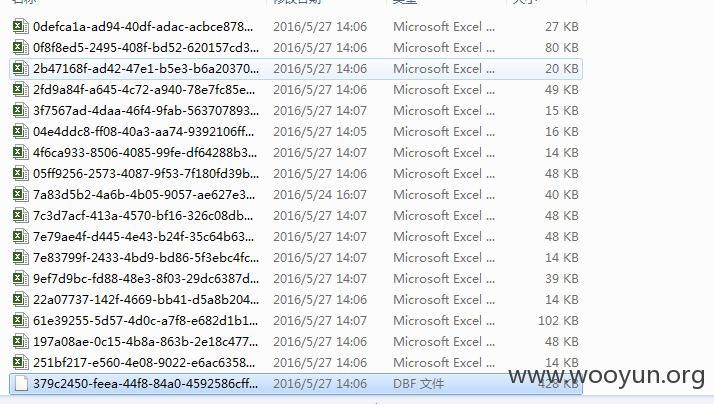 名称 修改日期 类型 大小
0defca1a-ad94-40df-adac-acbce878... 2016/5/27 14:06 Microsoft Excel ... 27 KB
0f8f8ed5-2495-408f-bd52-620157cd3... 2016/5/27 14:06 Microsoft Excel ... 80 KB
2b47168f-ad42-47e1-b5e3-b6a20370... 2016/5/27 14:06 Microsoft Excel ... 20 KB
2fd9a84f-a645-4c72-a940-78e7fc85e... 2016/5/27 14:06 Microsoft Excel ... 49 KB
3f7567ad-4daa-46f4-9fab-563707893... 2016/5/27 14:07 Microsoft Excel ... 15 KB
04e4ddc8-ff08-40a3-aa74-9392106ff... 2016/5/27 14:05 Microsoft Excel ... 16 KB
4f6ca933-8506-4085-99fe-df64288b3... 2016/5/27 14:07 Microsoft Excel ... 14 KB
05ff9256-2573-4087-9f53-7f180fd39b... 2016/5/27 14:06 Microsoft Excel ... 48 KB
7a83d5b2-4a6b-4b05-9057-ae627e3... 2016/5/24 16:07 Microsoft Excel ... 40 KB
7c3d7acf-413a-4570-bf16-326c08db... 2016/5/27 14:07 Microsoft Excel ... 48 KB
7e79ae4f-d445-4e43-b24f-35c64b63... 2016/5/27 14:07 Microsoft Excel ... 48 KB
7e83799f-2433-4bd9-bd86-5f3ebc4fc... 2016/5/27 14:06 Microsoft Excel ... 14 KB
9ef7d9bc-fd88-48e3-8f03-29dc6387d... 2016/5/27 14:07 Microsoft Excel ... 39 KB
22a07737-142f-4669-bb41-d5a8b204... 2016/5/27 14:06 Microsoft Excel ... 14 KB
61e39255-5d57-4d0c-a7f8-e682d1b1... 2016/5/27 14:07 Microsoft Excel ... 102 KB
197a08ae-0c15-4b8a-863b-2e18c477... 2016/5/27 14:06 Microsoft Excel ... 48 KB
251bf217-e560-4e08-9022-e6ac6358... 2016/5/27 14:06 Microsoft Excel ... 14 KB
379c2450-feea-44f8-84a0-4592586cff... 2016/5/27 14:06 DBF 文件 428 KB
www.wooyun.org